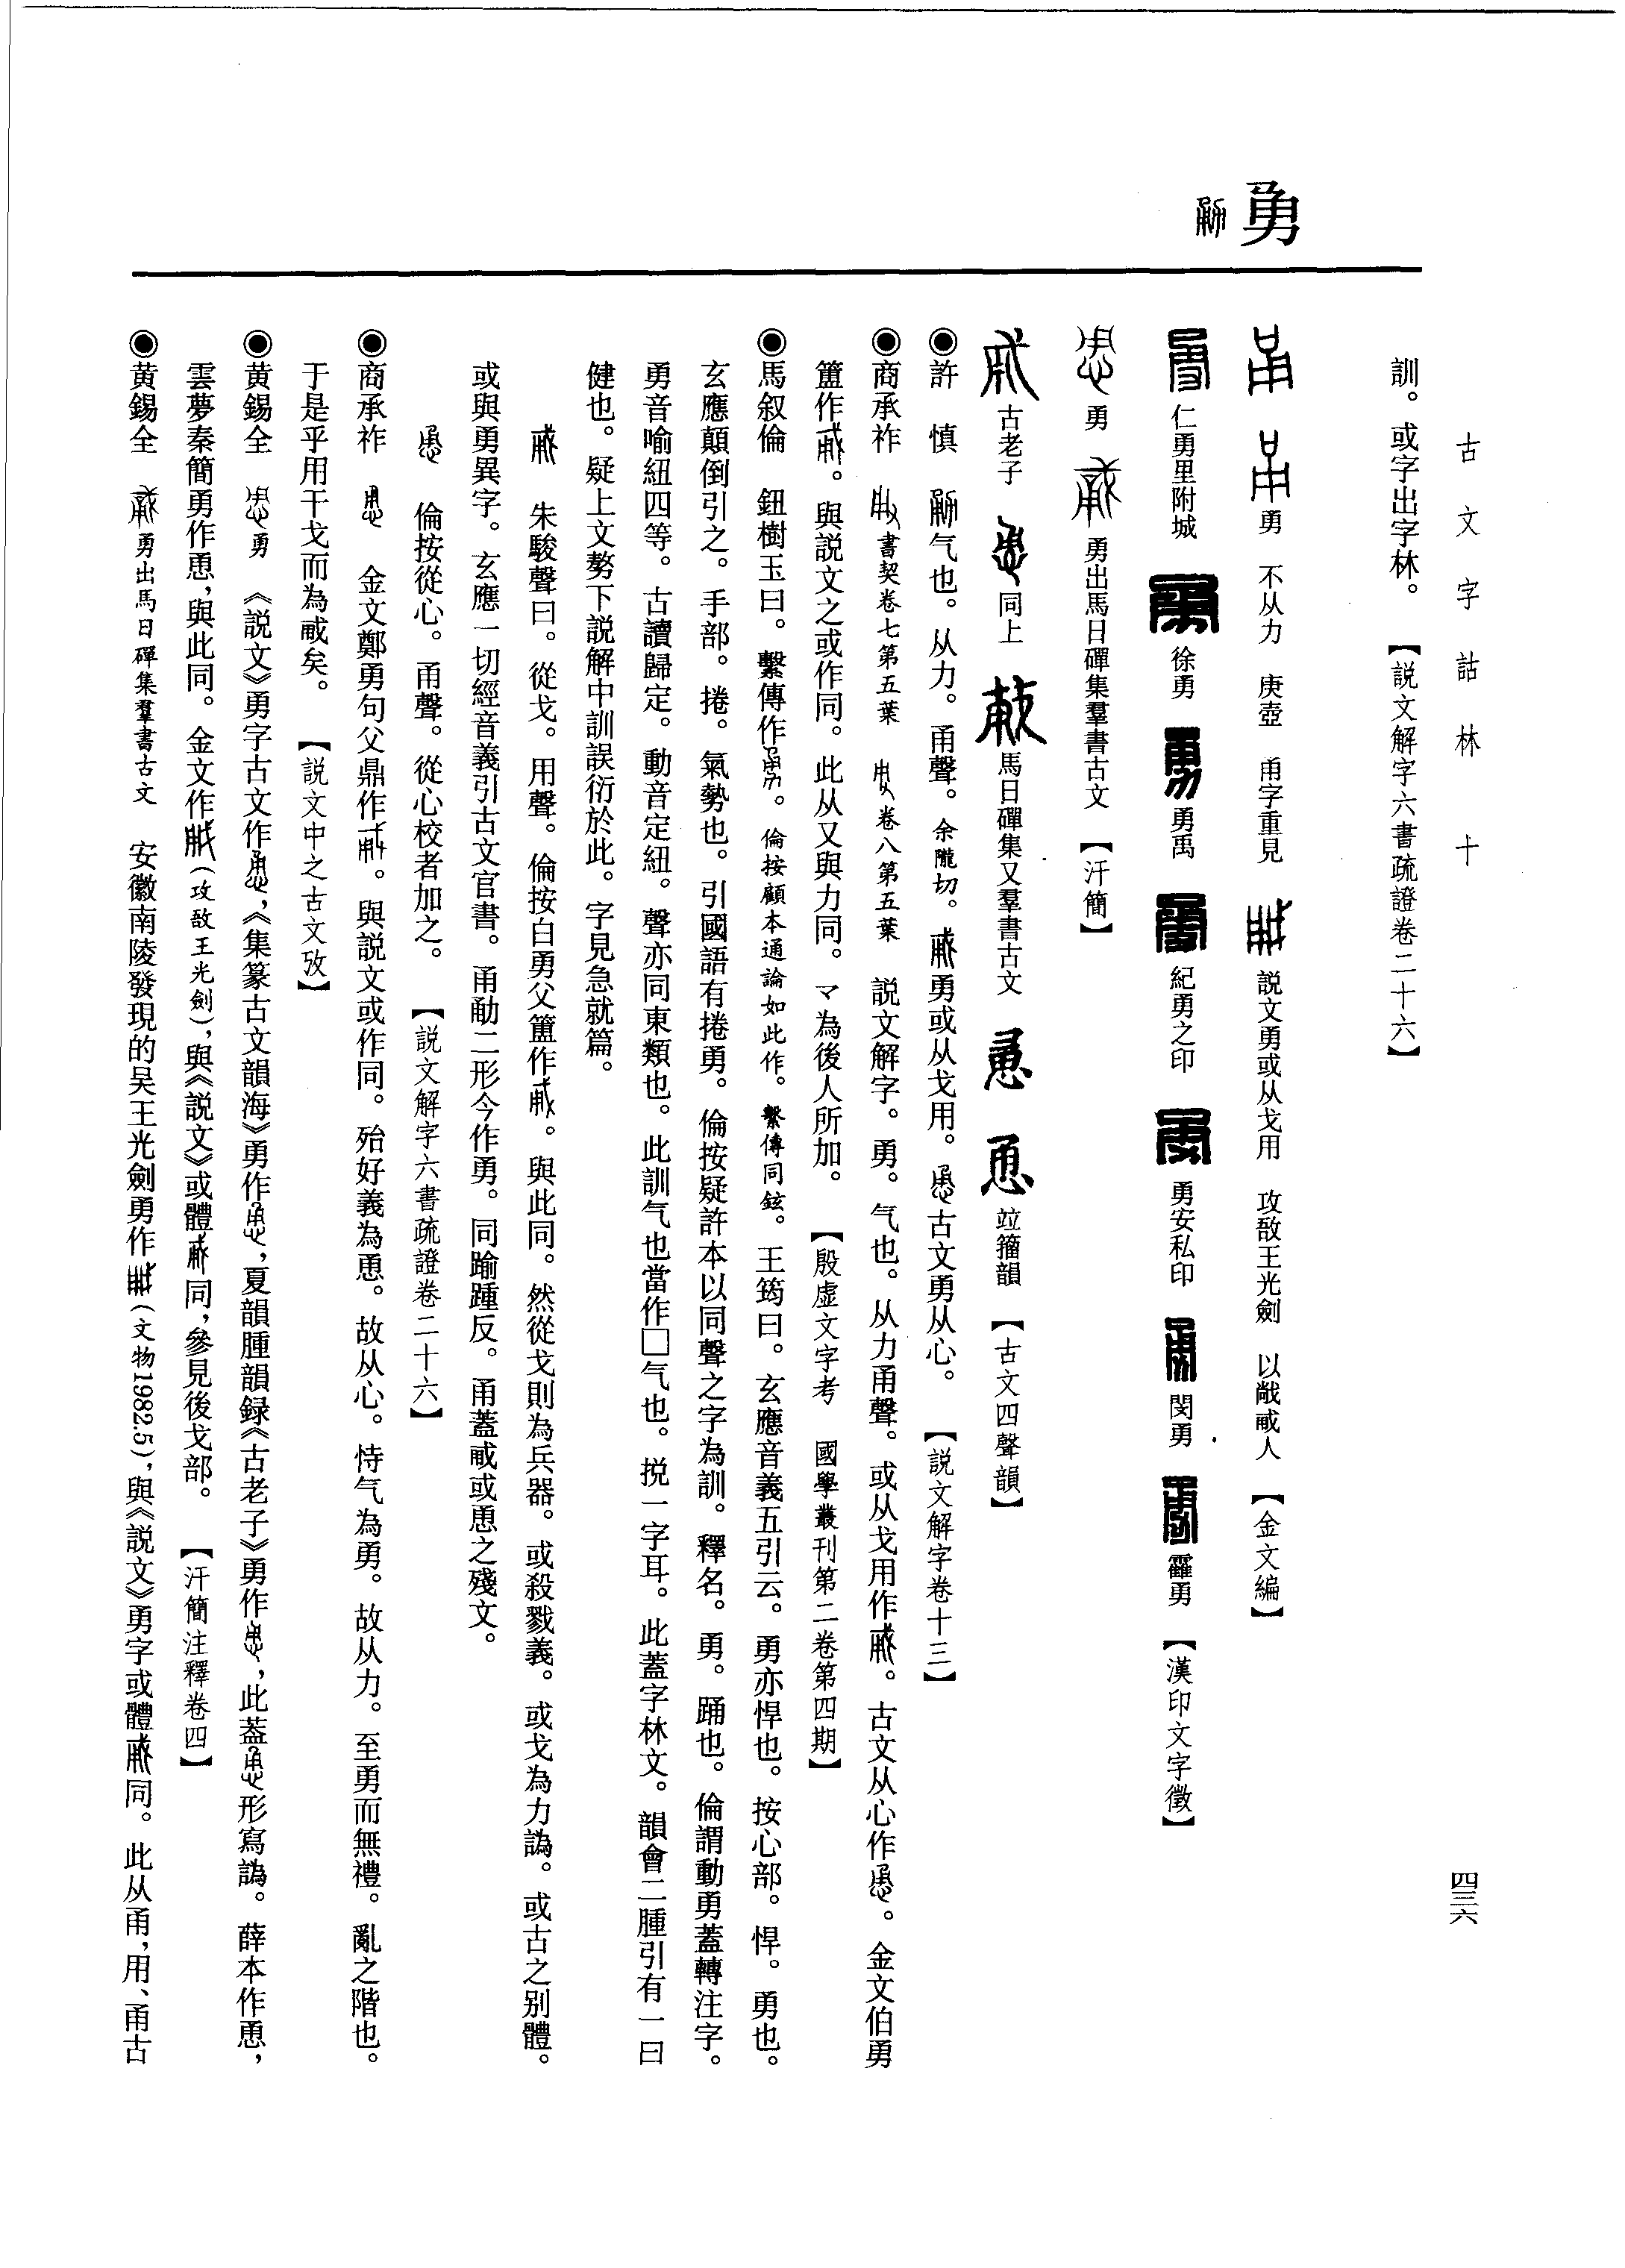 古文字詁林　十
四三六
勇
訓。或字出字林。【説文解字六書疏證卷二十六】
勇　不从力　庚壺　甬字重見　説文勇或从戈用　攻敔王光劍　以敵戒人【金文編】
仁勇里附城　徐勇　勇禹　紀勇之印　勇安私印　閔勇　勇【漢印文字徵】
勇　勇出馬日磾集羣書古文【汗簡】
古老子　同上　馬日磾集又羣書古文　竝籀韻【古文四聲韻】
◉許　慎　气也。从力。甬聲。余隴切。勇或从戈用。古文勇从心。【説文解字卷十三】
◉商承祚　書契卷七第五葉　卷八第五葉　説文解字。勇。气也。从力甬聲。或从戈用作。古文从心作。金文伯勇
簠作。與説文之或作同。此从又與力同。マ為後人所加。【殷虛文字考　國學叢刊第二卷第四期】
◉馬叙倫　鈕樹玉曰。繫傳作。倫按顧本通論如此作。繫傳同鉉。王筠曰。玄應音義五引云。勇亦悍也。按心部。悍。勇也。
玄應顛倒引之。手部。捲。氣勢也。引國語有捲勇。倫按疑許本以同聲之字為訓。釋名。勇。踊也。倫謂動勇蓋轉注字。
勇音喻紐四等。古讀歸定。動音定紐。聲亦同東類也。此訓气也當作□气也。挩一字耳。此蓋字林文。韻會二腫引有一曰
健也。疑上文勢下説解中訓誤衍於此。字見急就篇。
朱駿聲曰。從戈。用聲。倫按白勇父簠作。與此同。然從戈則為兵器。或殺戮義。或戈為力譌。或古之別體。
或與勇異字。玄應一切經音義引古文官書。甬勈二形今作勇。同踰踵反。甬蓋㦷或恿之殘文。
倫按從心。甬聲。從心校者加之。【説文解字六書疏證卷二十六】
◉商承祚　金文鄭勇句父鼎作。與説文或作同。殆好義為恿。故从心。恃气為勇。故从力。至勇而無禮。亂之階也。
于是乎用干戈而為㦷矣。【説文中之古文攷】
◉黄錫全　勇　《説文》勇字古文作，《集篆古文韻海》勇作，夏韻腫韻録《古老子》勇作，此蓋形寫譌。薛本作恿，
雲夢秦簡勇作恿，與此同。金文作（攻敔王光劍），與《説文》或體同，參見後戈部。【汗簡注釋卷四】
◉黄錫全　勇出馬日磾集羣書古文　安徽南陵發現的吴王光劍勇作（文物1982.5），與《説文》勇字或體同。此从甬，用、甬古